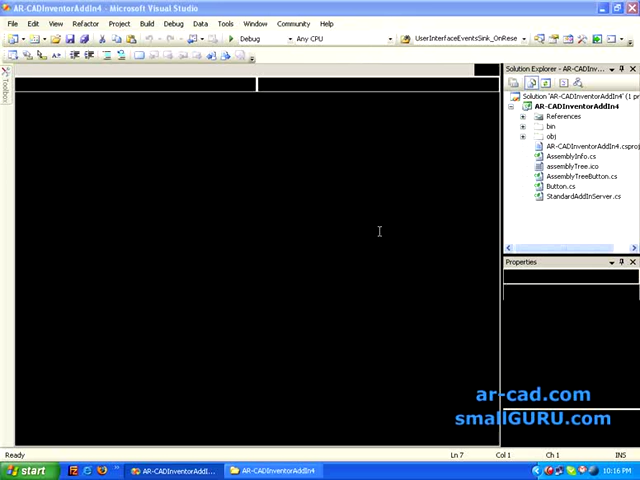 AR-CADInventorAddIn4 - Microsoft Visual Studio
File Edit View Refactor Project Build Debug Data Tools Window Community Help
Debug Any CPU UserInterfaceEventsSink_OnRese
Toolbox
Solution Explorer - AR-CADInv...
Solution "AR-CADInventorAddIn4" (1 pr
AR-CADInventorAddIn4
References
bin
obj
AR-CADInventorAddIn4.csproj
AssemblyInfo.cs
assemblyTree.ico
AssemblyTreeButton.cs
Button.cs
StandardAddInServer.cs
Properties
ar-cad.com
smallGURU.com
Ready Ln 7 Col 1 Ch 1 INS
start AR-CADInventorAddI... AR-CADInventorAddIn4 10:16 PM